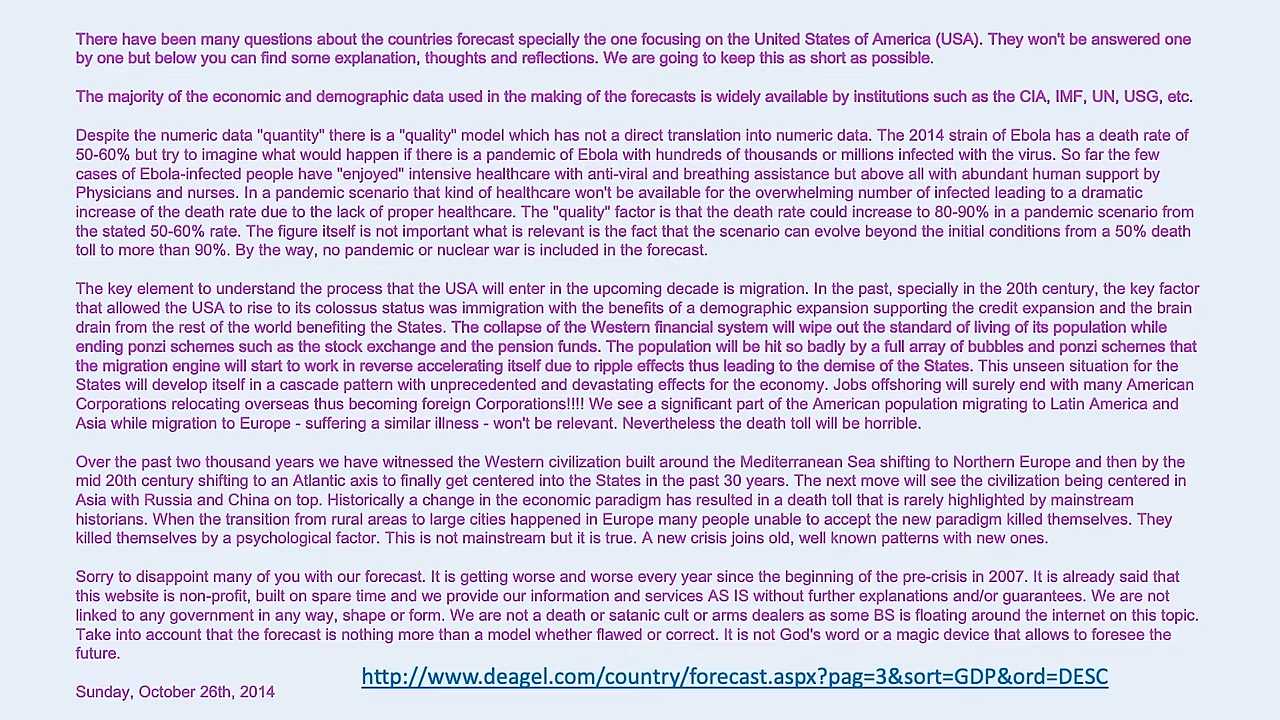 There have been many questions about the countries forecast specially the one focusing on the United States of America (USA). They won't be answered one
by one but below you can find some explanation, thoughts and reflections. We are going to keep this as short as possible.
The majority of the economic and demographic data used in the making of the forecasts is widely available by institutions such as the CIA, IMF, UN, USG, etc.
Despite the numeric data "quantity" there is a "quality" model which has not a direct translation into numeric data. The 2014 strain of Ebola has a death rate of
50-60% but try to imagine what would happen if there is a pandemic of Ebola with hundreds of thousands or millions infected with the virus. So far the few
cases of Ebola-infected people have "enjoyed" intensive healthcare with anti-viral and breathing assistance but above all with abundant human support by
Physicians and nurses. In a pandemic scenario that kind of healthcare won't be available for the overwhelming number of infected leading to a dramatic
increase of the death rate due to the lack of proper healthcare. The "quality" factor is that the death rate could increase to 80-90% in a pandemic scenario from
the stated 50-60% rate. The figure itself is not important what is relevant is the fact that the scenario can evolve beyond the initial conditions from a 50% death
toll to more than 90%. By the way, no pandemic or nuclear war is included in the forecast.
The key element to understand the process that the USA will enter in the upcoming decade is migration. In the past, specially in the 20th century, the key factor
that allowed the USA to rise to its colossus status was immigration with the benefits of a demographic expansion supporting the credit expansion and the brain
drain from the rest of the world benefiting the States. The collapse of the Western financial system will wipe out the standard of living of its population while
ending ponzi schemes such as the stock exchange and the pension funds. The population will be hit so badly by a full array of bubbles and ponzi schemes that
the migration engine will start to work in reverse accelerating itself due to ripple effects thus leading to the demise of the States. This unseen situation for the
States will develop itself in a cascade pattern with unprecedented and devastating effects for the economy. Jobs offshoring will surely end with many American
Corporations relocating overseas thus becoming foreign Corporations!!!! We see a significant part of the American population migrating to Latin America and
Asia while migration to Europe - suffering a similar illness - won't be relevant. Nevertheless the death toll will be horrible.
Over the past two thousand years we have witnessed the Western civilization built around the Mediterranean Sea shifting to Northern Europe and then by the
mid 20th century shifting to an Atlantic axis to finally get centered into the States in the past 30 years. The next move will see the civilization being centered in
Asia with Russia and China on top. Historically a change in the economic paradigm has resulted in a death toll that is rarely highlighted by mainstream
historians. When the transition from rural areas to large cities happened in Europe many people unable to accept the new paradigm killed themselves. They
killed themselves by a psychological factor. This is not mainstream but it is true. A new crisis joins old, well known patterns with new ones.
Sorry to disappoint many of you with our forecast. It is getting worse and worse every year since the beginning of the pre-crisis in 2007. It is already said that
this website is non-profit, built on spare time and we provide our information and services AS IS without further explanations and/or guarantees. We are not
linked to any government in any way, shape or form. We are not a death or satanic cult or arms dealers as some BS is floating around the internet on this topic.
Take into account that the forecast is nothing more than a model whether flawed or correct. It is not God's word or a magic device that allows to foresee the
future.
http://www.deagel.com/country/forecast.aspx?pag=3&sort=GDP&ord=DESC
Sunday, October 26th, 2014